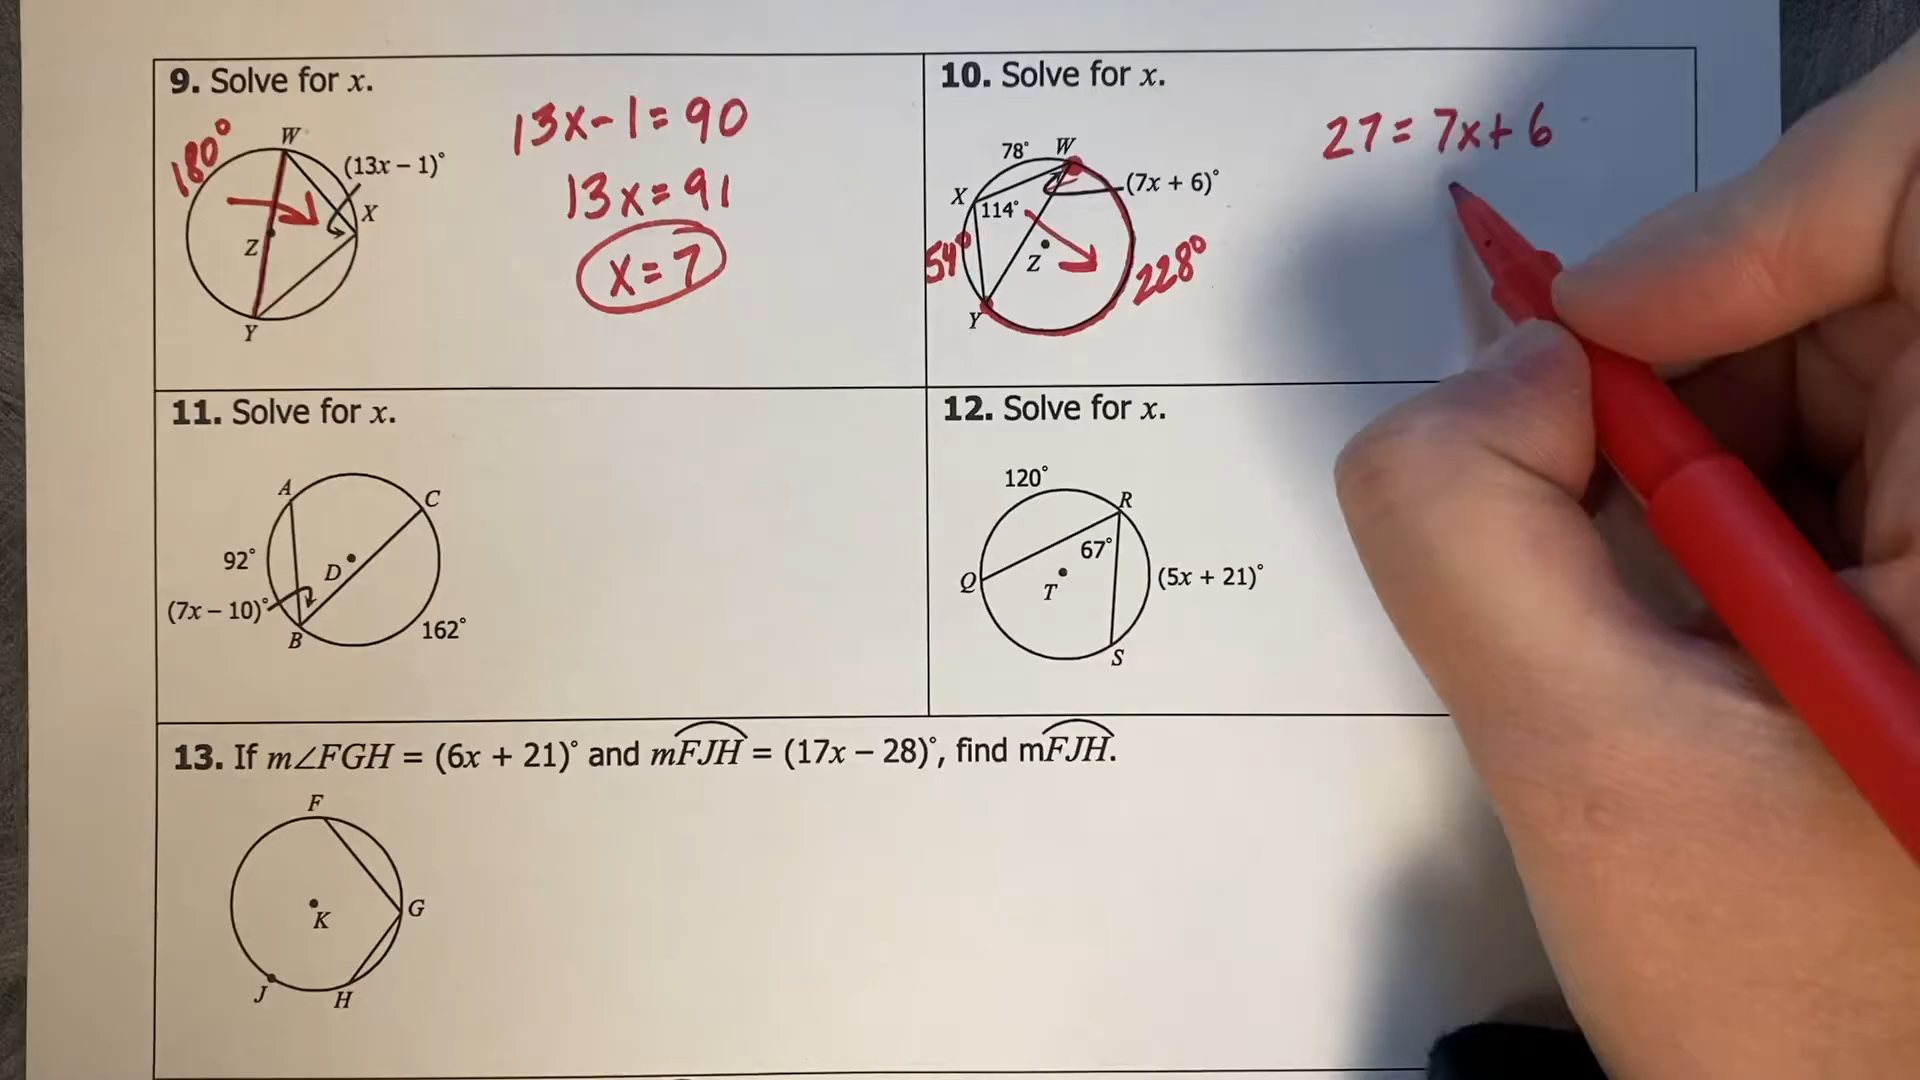 9. Solve for x.
180°
W
(13x – 1)°
X
Z
Y
13x-1=90
13x=91
x=7
10. Solve for x.
78°
W
(7x + 6)°
X
114°
54°
Z
228°
Y
27=7x+6
11. Solve for x.
A
C
92°
D
(7x – 10)°
B
162°
12. Solve for x.
120°
R
67°
Q
T
(5x + 21)°
S
13. If m∠FGH = (6x + 21)° and mFJH = (17x – 28)°, find mFJH.
F
G
K
J
H